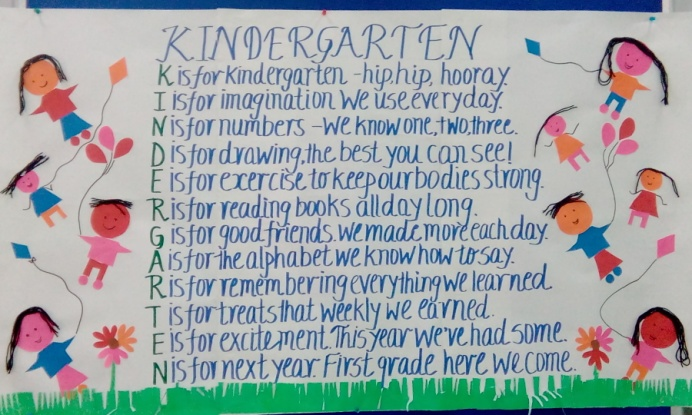 KINDERGARTEN
K is for kindergarten - hip, hip, hooray.
I is for imagination We use everyday.
N is for numbers - We know one, two, three.
D is for drawing, the best you can see!
E is for exercise to keep our bodies strong.
R is for reading books all day long.
G is for good friends. We made more each day.
A is for the alphabet we know how to say.
R is for remembering everything we learned
T is for treats that weekly we earned.
E is for excitement. This year we've had some.
N is for next year. First grade here we come.